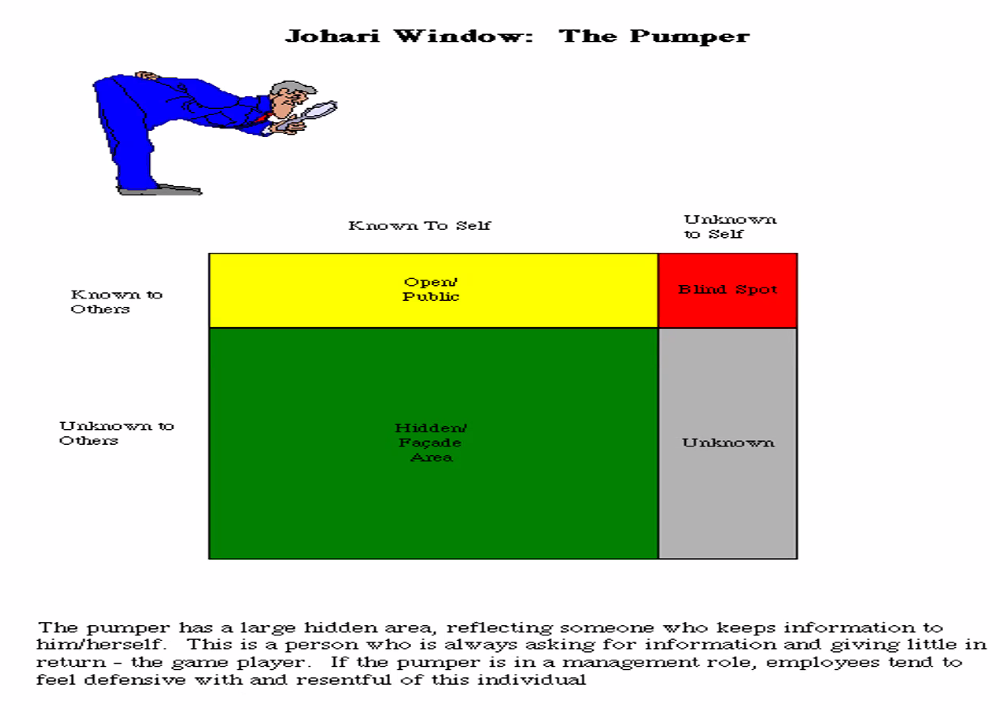 Johari Window: The Pumper
Known To Self
Unknown
to Self
Known to
Others
Open/
Public
Blind Spot
Unknown to
Others
Hidden/
Façade
Area
Unknown
The pumper has a large hidden area, reflecting someone who keeps information to
him/herself. This is a person who is always asking for information and giving little in
return - the game player. If the pumper is in a management role, employees tend to
feel defensive with and resentful of this individual